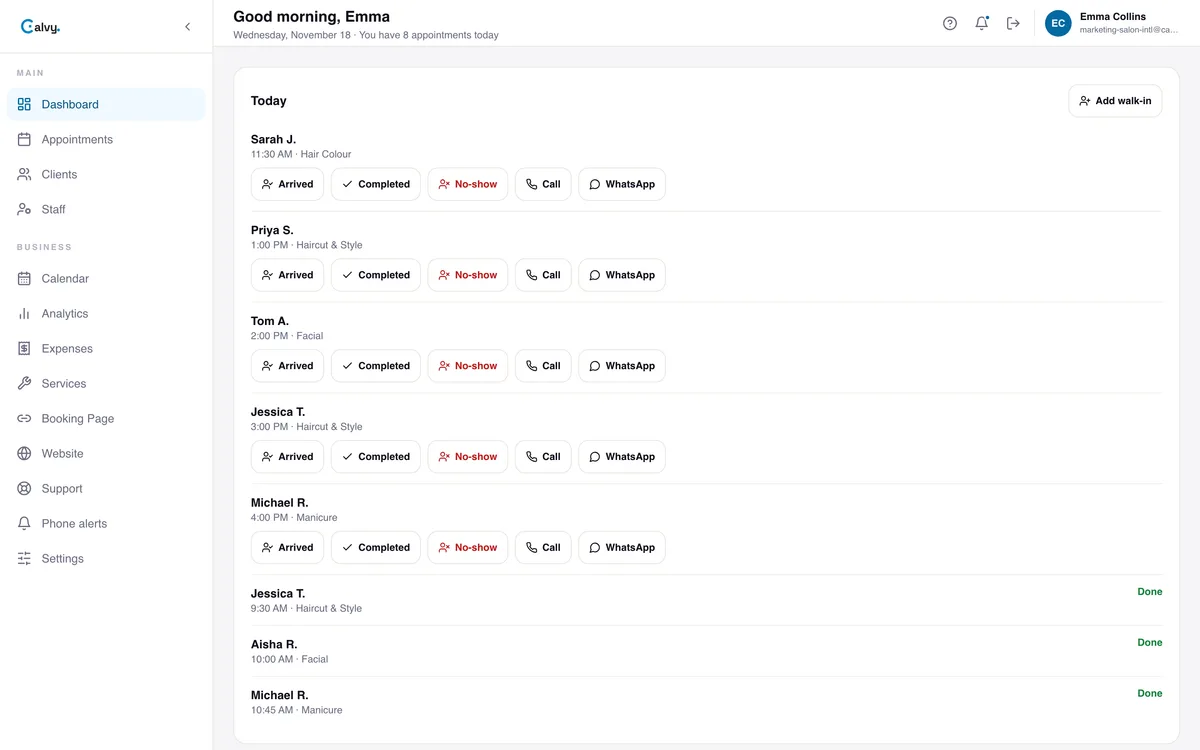 Calvy.
Good morning, Emma
Wednesday, November 18 · You have 8 appointments today
EC
Emma Collins
marketing-salon-intl@ca...
MAIN
Dashboard
Appointments
Clients
Staff
BUSINESS
Calendar
Analytics
Expenses
Services
Booking Page
Website
Support
Phone alerts
Settings
Today
Add walk-in
Sarah J.
11:30 AM · Hair Colour
Arrived Completed No-show Call WhatsApp
Priya S.
1:00 PM · Haircut & Style
Arrived Completed No-show Call WhatsApp
Tom A.
2:00 PM · Facial
Arrived Completed No-show Call WhatsApp
Jessica T.
3:00 PM · Haircut & Style
Arrived Completed No-show Call WhatsApp
Michael R.
4:00 PM · Manicure
Arrived Completed No-show Call WhatsApp
Jessica T.
Done
9:30 AM · Haircut & Style
Aisha R.
Done
10:00 AM · Facial
Michael R.
Done
10:45 AM · Manicure